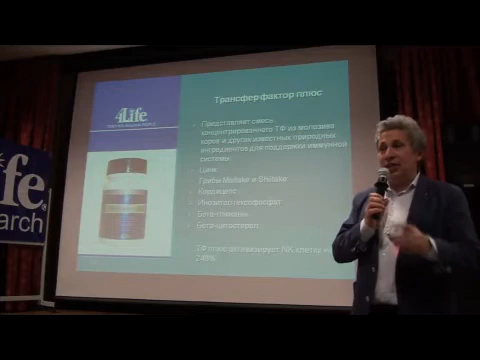 4Life
Трансфер фактор плюс
Представляет смесь
концентрированного ТФ из молозива
коров и других известных природных
ингредиентов для поддержки иммунной
системы:
Цинк
Грибы Maitake и Shiitake
Кордицепс
Инозитол гексафосфат
Бета-глюканы
Бета-ситостерол
ТФ плюс активизирует NK клетки на
248%
ife
arch